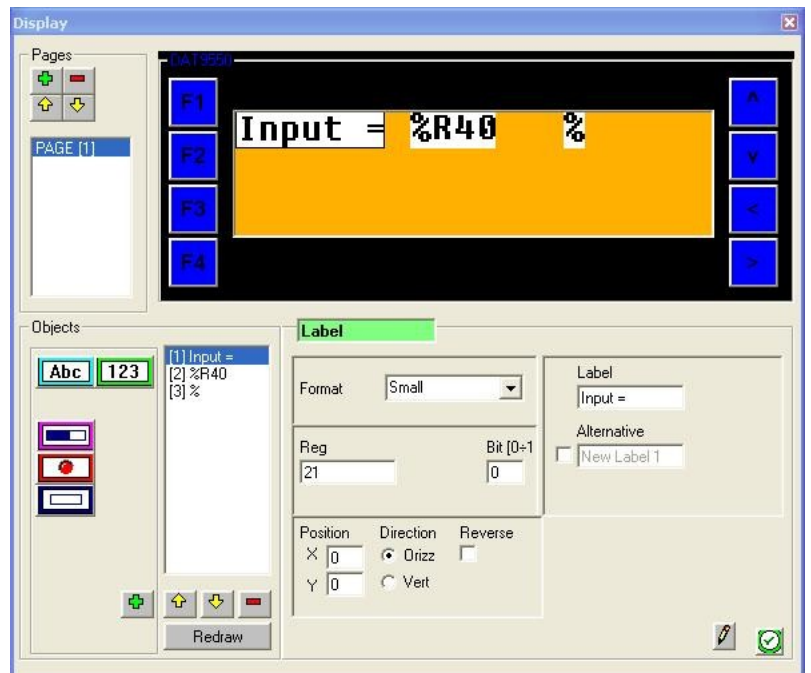 Display
Pages
DAT9550
PAGE [1]
F1
F2
F3
F4
Input = %R40 %
^
v
<
>
Objects
Abc
123
[1] Input =
[2] %R40
[3] %
Redraw
Label
Format
Small
Label
Input =
Alternative
New Label 1
Reg
Bit [0÷1
21
0
Position
Direction
Reverse
X 0
Orizz
Y 0
Vert